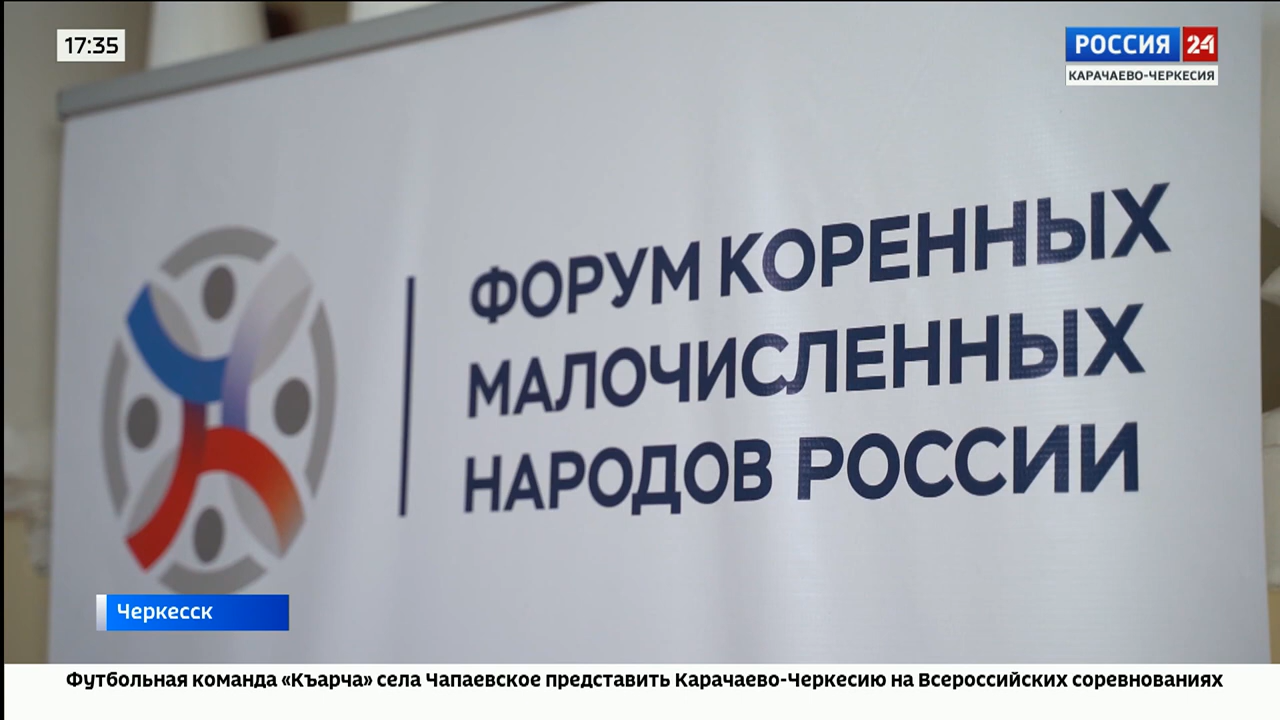 17:35
РОССИЯ 24
КАРАЧАЕВО-ЧЕРКЕСИЯ
ФОРУМ КОРЕННЫХ
МАЛОЧИСЛЕННЫХ
НАРОДОВ РОССИИ
Черкесск
Футбольная команда «Къарча» села Чапаевское представить Карачаево-Черкесию на Всероссийских соревнованиях